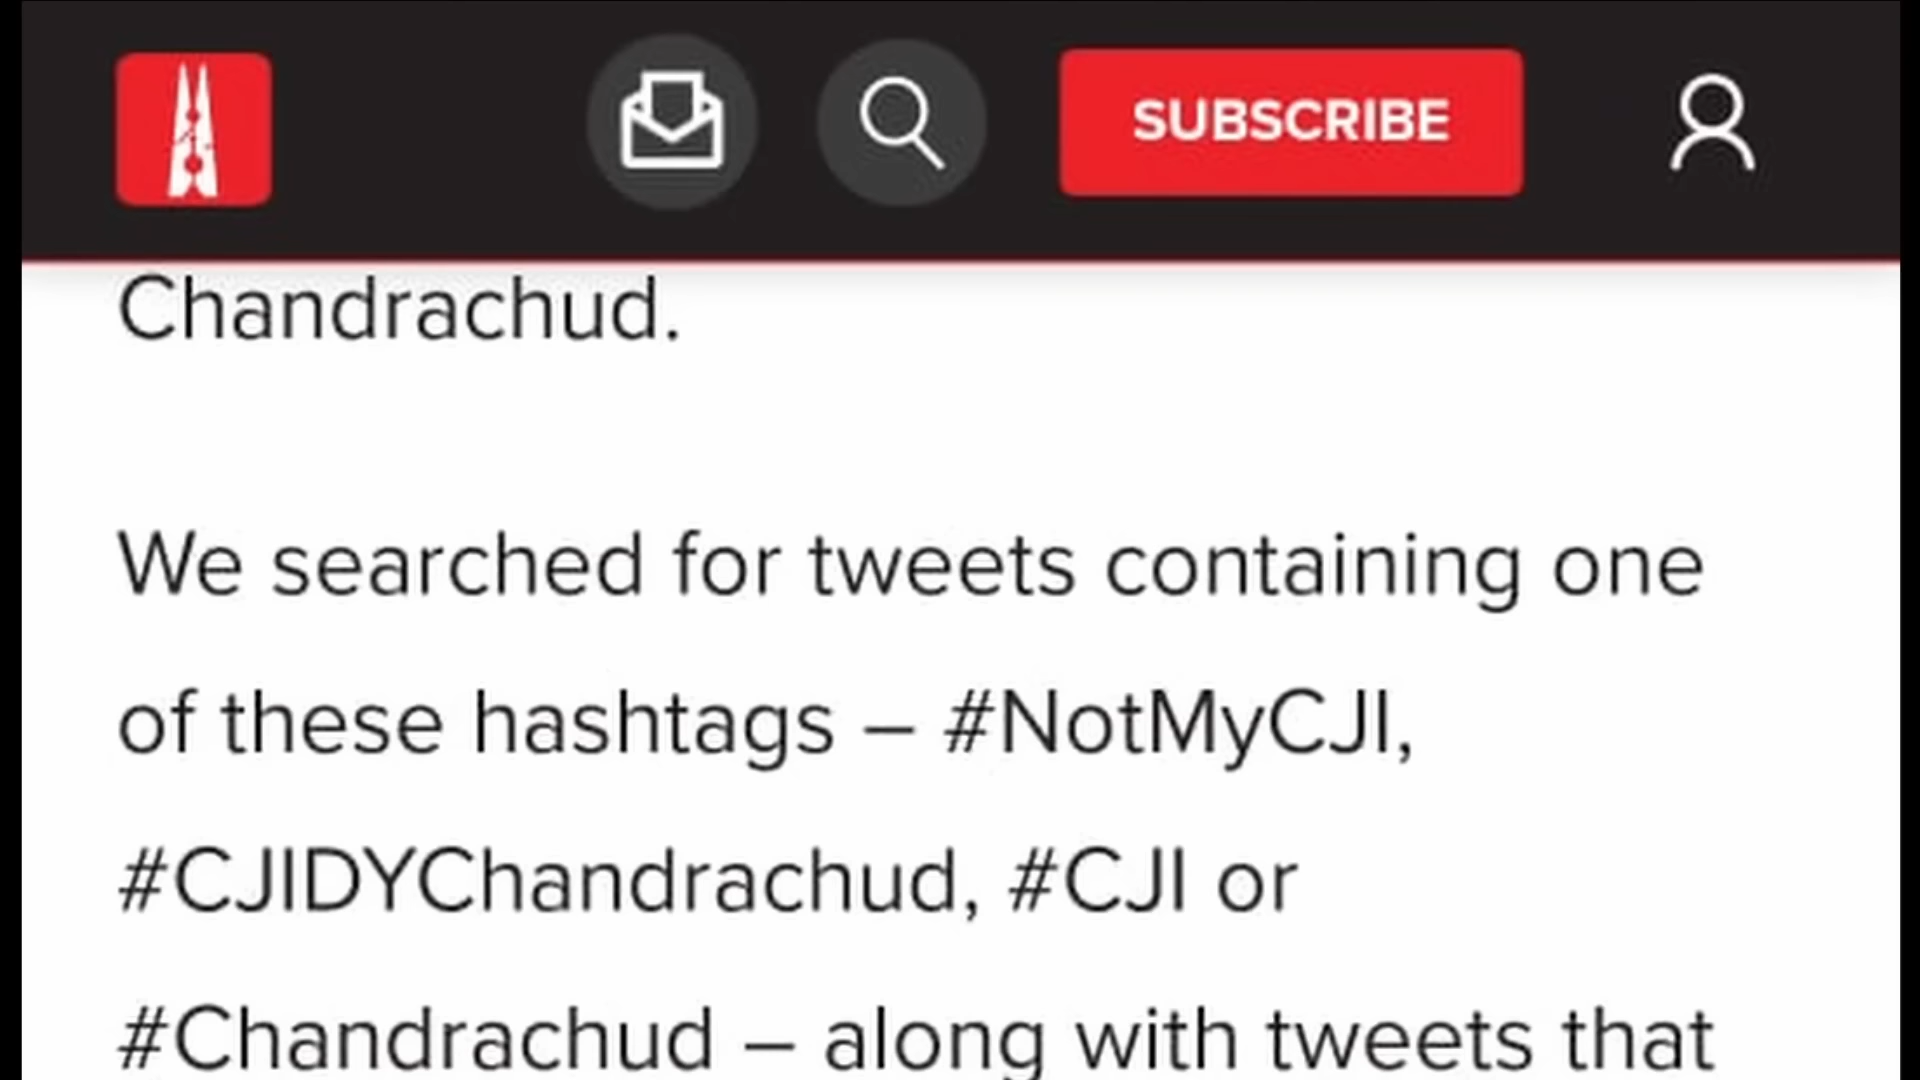 SUBSCRIBE
Chandrachud.
We searched for tweets containing one
of these hashtags – #NotMyCJI,
#CJIDYChandrachud, #CJI or
#Chandrachud – along with tweets that